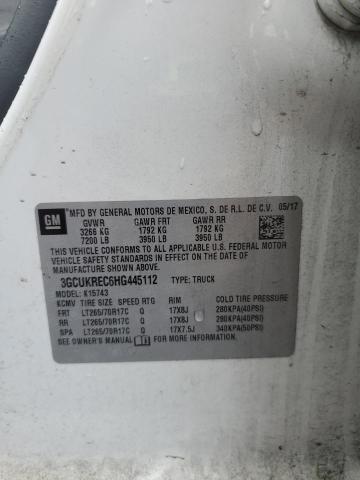 GM
MFD BY GENERAL MOTORS DE MEXICO, S. DE R.L. DE C.V. 05/17
GVWR GAWR FRT GAWR RR
3266 KG 1792 KG 1792 KG
7200 LB 3950 LB 3950 LB
THIS VEHICLE CONFORMS TO ALL APPLICABLE U.S. FEDERAL MOTOR
VEHICLE SAFETY STANDARDS IN EFFECT ON THE DATE OF
MANUFACTURE SHOWN ABOVE.
3GCUKREC6HG445112 TYPE: TRUCK
MODEL: K15743
KCMV TIRE SIZE SPEED RTG RIM COLD TIRE PRESSURE
FRT LT265/70R17C Q 17X8J 280KPA(40PSI)
RR LT265/70R17C Q 17X8J 280KPA(40PSI)
SPA LT265/70R17C Q 17X7.5J 340KPA(50PSI)
SEE OWNER'S MANUAL FOR MORE INFORMATION